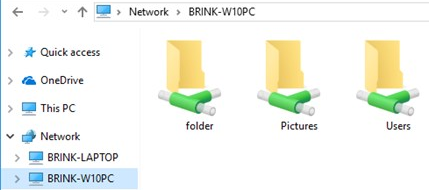 Network > BRINK-W10PC
Quick access
OneDrive
This PC
Network
BRINK-LAPTOP
BRINK-W10PC
folder
Pictures
Users